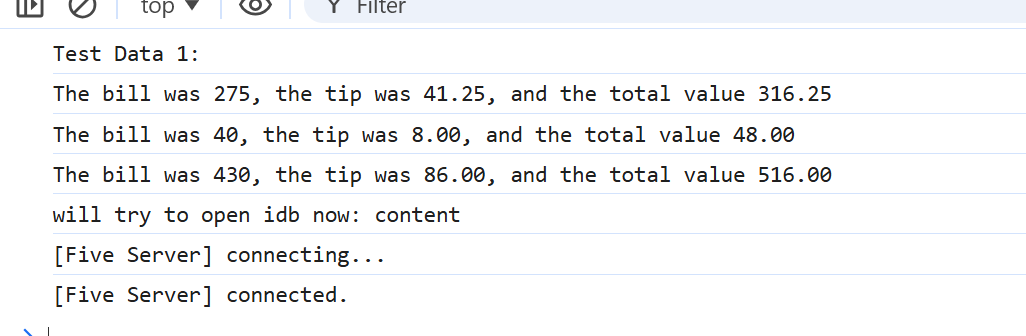 top ▼ Filter
Test Data 1:
The bill was 275, the tip was 41.25, and the total value 316.25
The bill was 40, the tip was 8.00, and the total value 48.00
The bill was 430, the tip was 86.00, and the total value 516.00
will try to open idb now: content
[Five Server] connecting...
[Five Server] connected.